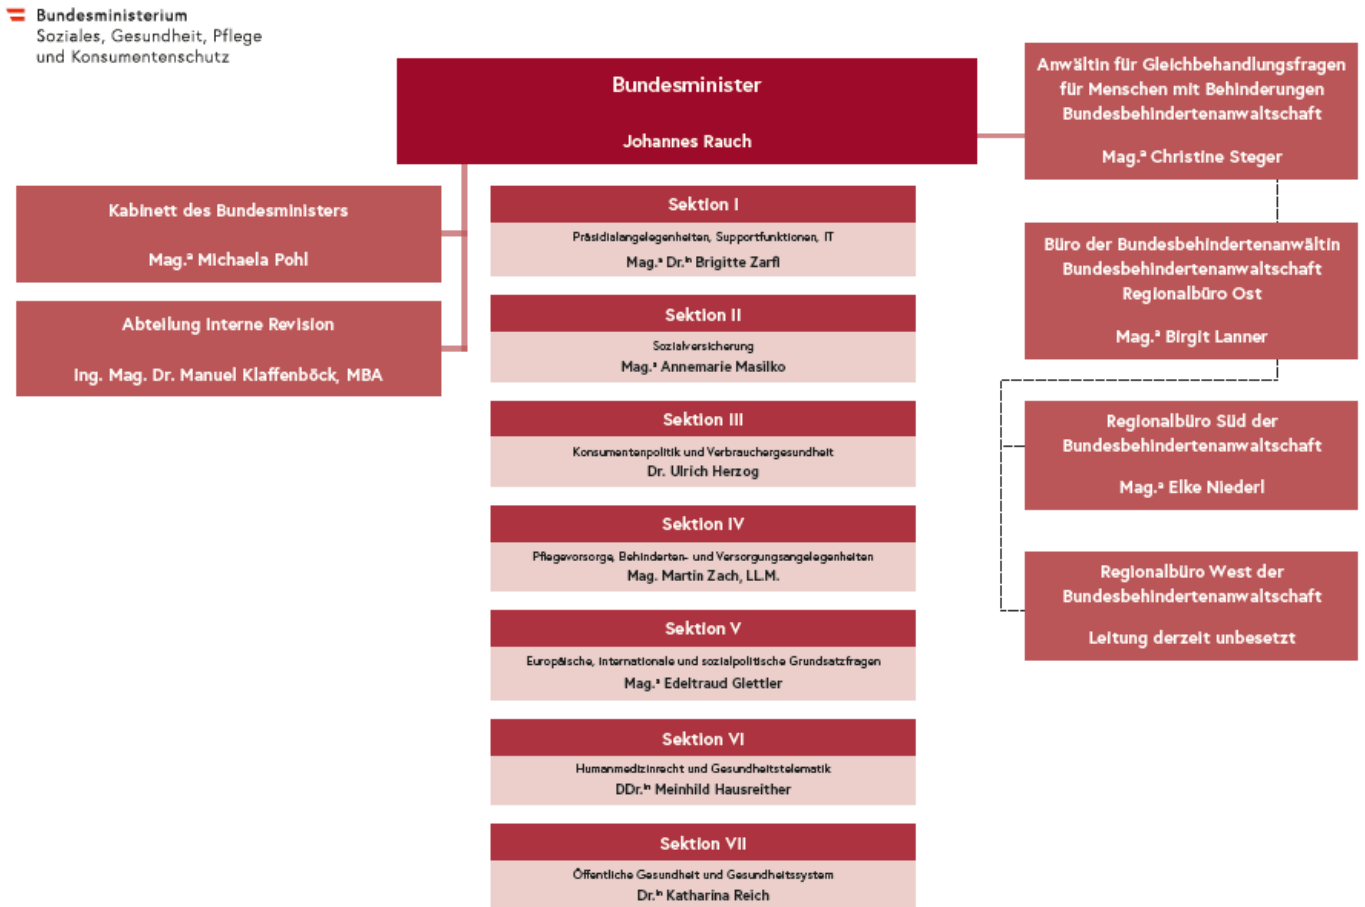 Bundesministerium
Soziales, Gesundheit, Pflege
und Konsumentenschutz
Bundesminister
Johannes Rauch
Anwältin für Gleichbehandlungsfragen
für Menschen mit Behinderungen
Bundesbehindertenanwaltschaft
Mag.ª Christine Steger
Kabinett des Bundesministers
Mag.ª Michaela Pohl
Abteilung Interne Revision
Ing. Mag. Dr. Manuel Klaffenböck, MBA
Sektion I
Präsidialangelegenheiten, Supportfunktionen, IT
Mag.ª Dr.ⁱⁿ Brigitte Zarfl
Sektion II
Sozialversicherung
Mag.ª Annemarie Masilko
Sektion III
Konsumentenpolitik und Verbrauchergesundheit
Dr. Ulrich Herzog
Sektion IV
Pflegevorsorge, Behinderten- und Versorgungsangelegenheiten
Mag. Martin Zach, LL.M.
Sektion V
Europäische, internationale und sozialpolitische Grundsatzfragen
Mag.ª Edeltraud Glettler
Sektion VI
Humanmedizinrecht und Gesundheitstelematik
DDr.ⁱⁿ Meinhild Hausreither
Sektion VII
Öffentliche Gesundheit und Gesundheitssystem
Dr.ⁱⁿ Katharina Reich
Büro der Bundesbehindertenanwältin
Bundesbehindertenanwaltschaft
Regionalbüro Ost
Mag.ª Birgit Lanner
Regionalbüro Süd der
Bundesbehindertenanwaltschaft
Mag.ª Elke Niederl
Regionalbüro West der
Bundesbehindertenanwaltschaft
Leitung derzeit unbesetzt